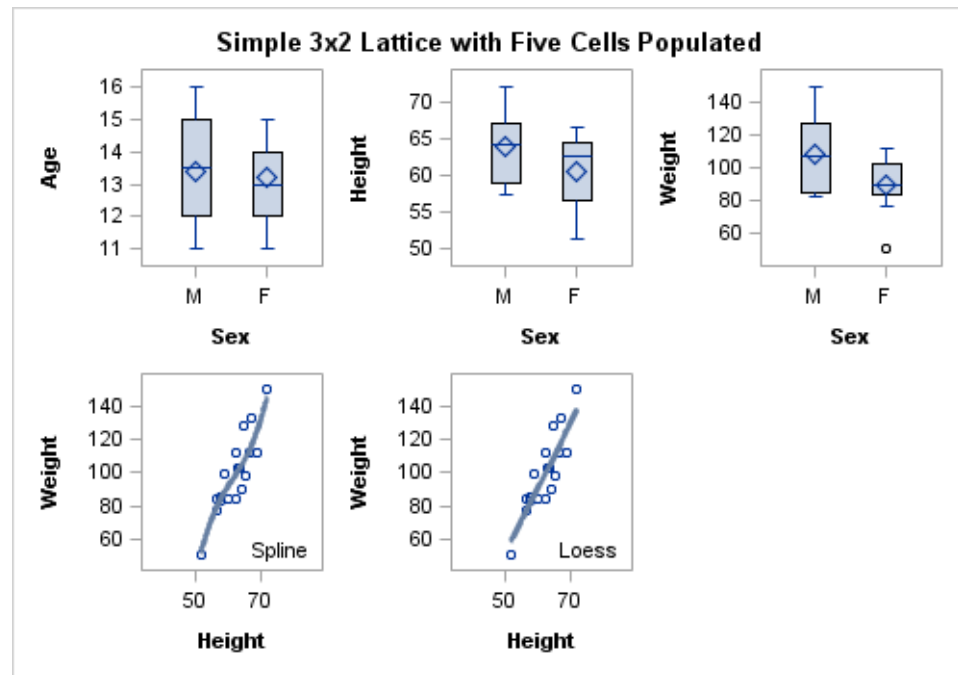 Simple 3x2 Lattice with Five Cells Populated
Age
16
15
14
13
12
11
M F
Sex
Height
70
65
60
55
50
M F
Sex
Weight
140
120
100
80
60
M F
Sex
Weight
140
120
100
80
60
Spline
50 70
Height
Weight
140
120
100
80
60
Loess
50 70
Height